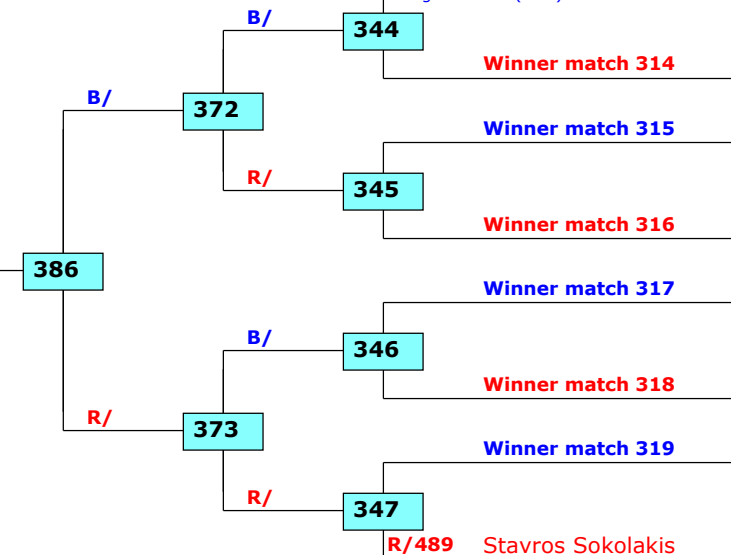 B/
344
Winner match 314
B/
372
Winner match 315
R/
345
Winner match 316
386
Winner match 317
B/
346
Winner match 318
R/
373
Winner match 319
R/
347
R/489 Stavros Sokolakis